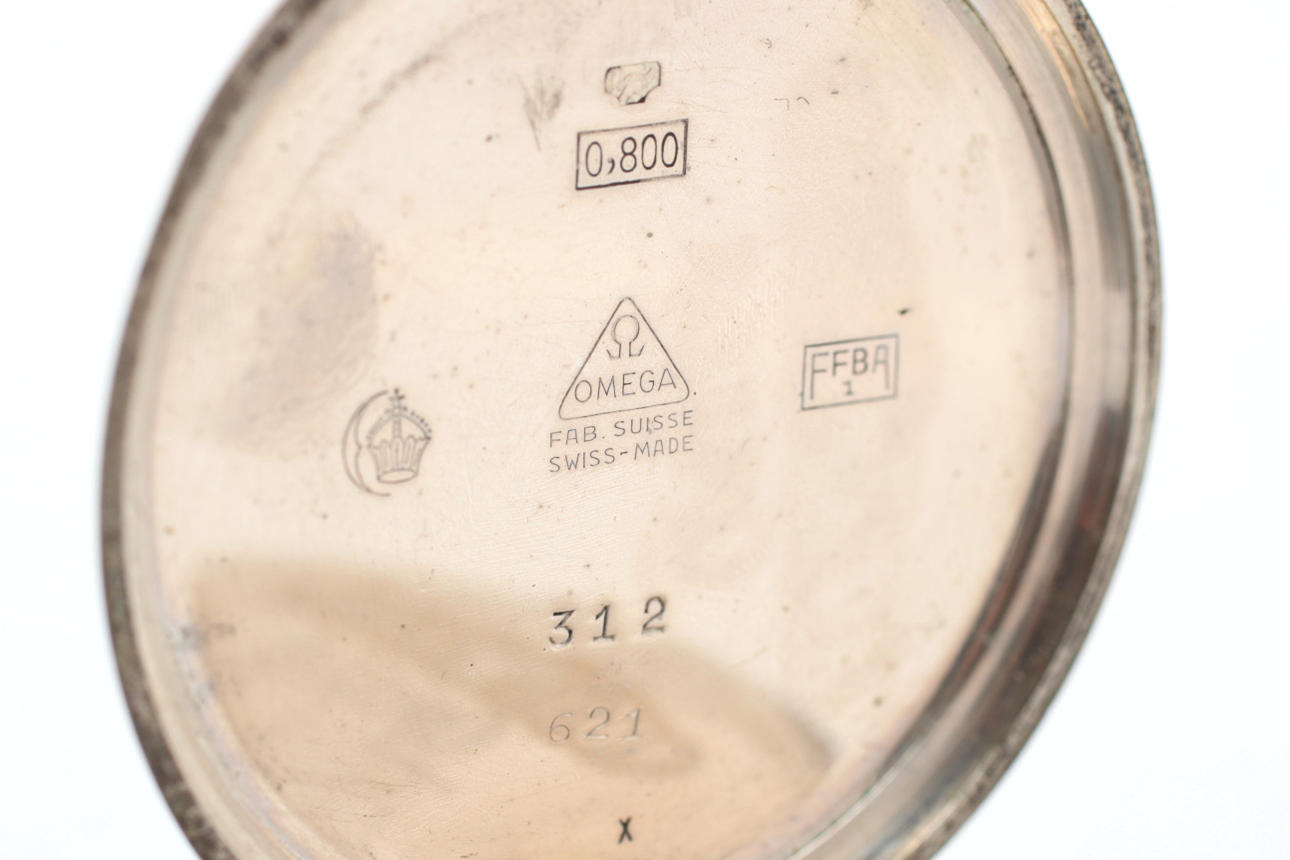 0,800
Ω
OMEGA
FAB. SUISSE
SWISS-MADE
FFBA
1
312
621
X